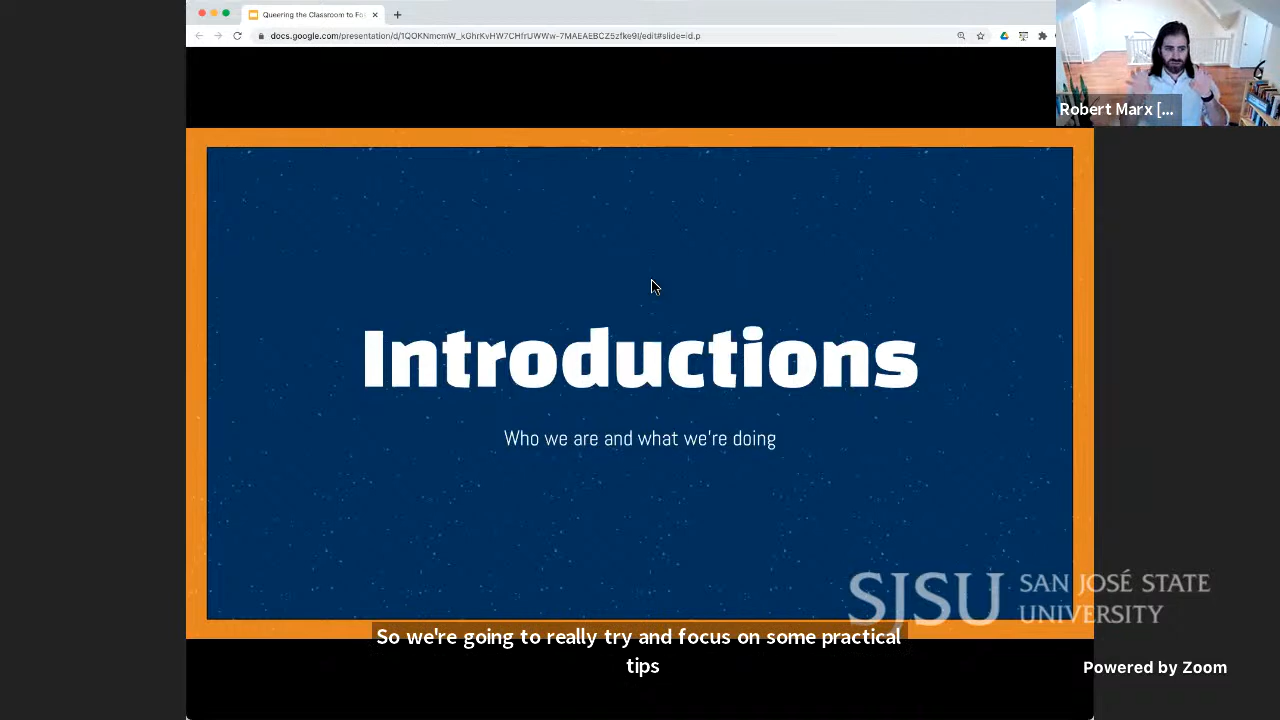 Queering the Classroom to Fo
docs.google.com/presentation/d/1QOKNmcmW_kGhrKvHW7CHfrUWWw-7MAEAEBCZ5zfke9I/edit#slide=id.p
Robert Marx [...
Introductions
Who we are and what we're doing
SJSU SAN JOSÉ STATE
UNIVERSITY
So we're going to really try and focus on some practical
tips
Powered by Zoom